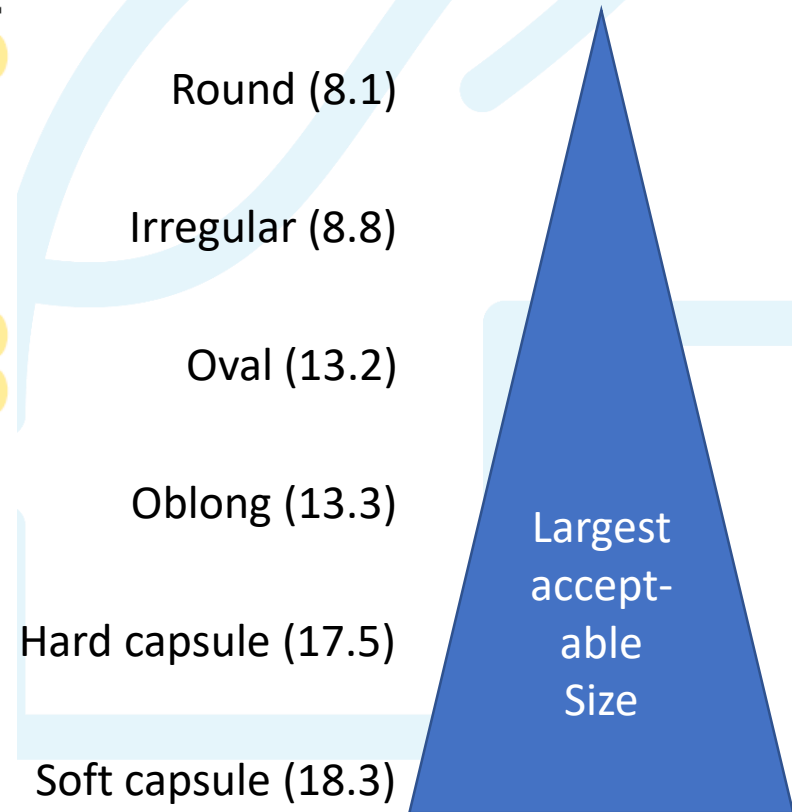 Round (8.1)
Irregular (8.8)
Oval (13.2)
Oblong (13.3)
Hard capsule (17.5)
Soft capsule (18.3)
Largest
accept-
able
Size